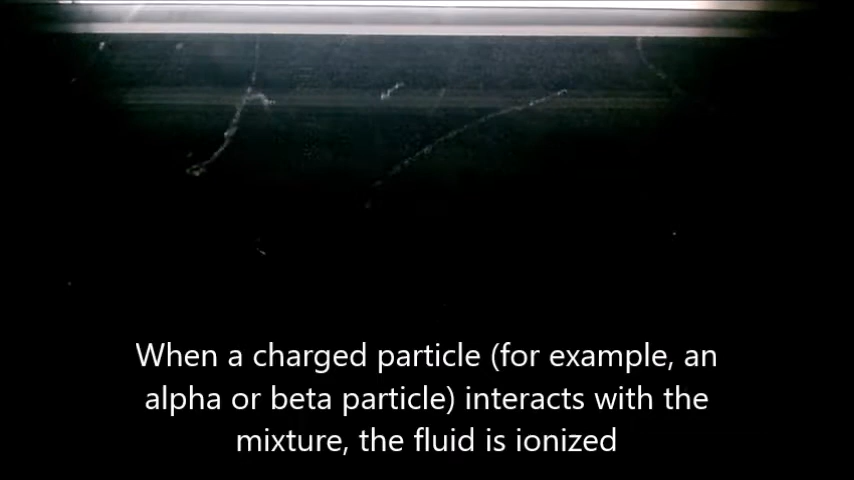 When a charged particle (for example, an
alpha or beta particle) interacts with the
mixture, the fluid is ionized